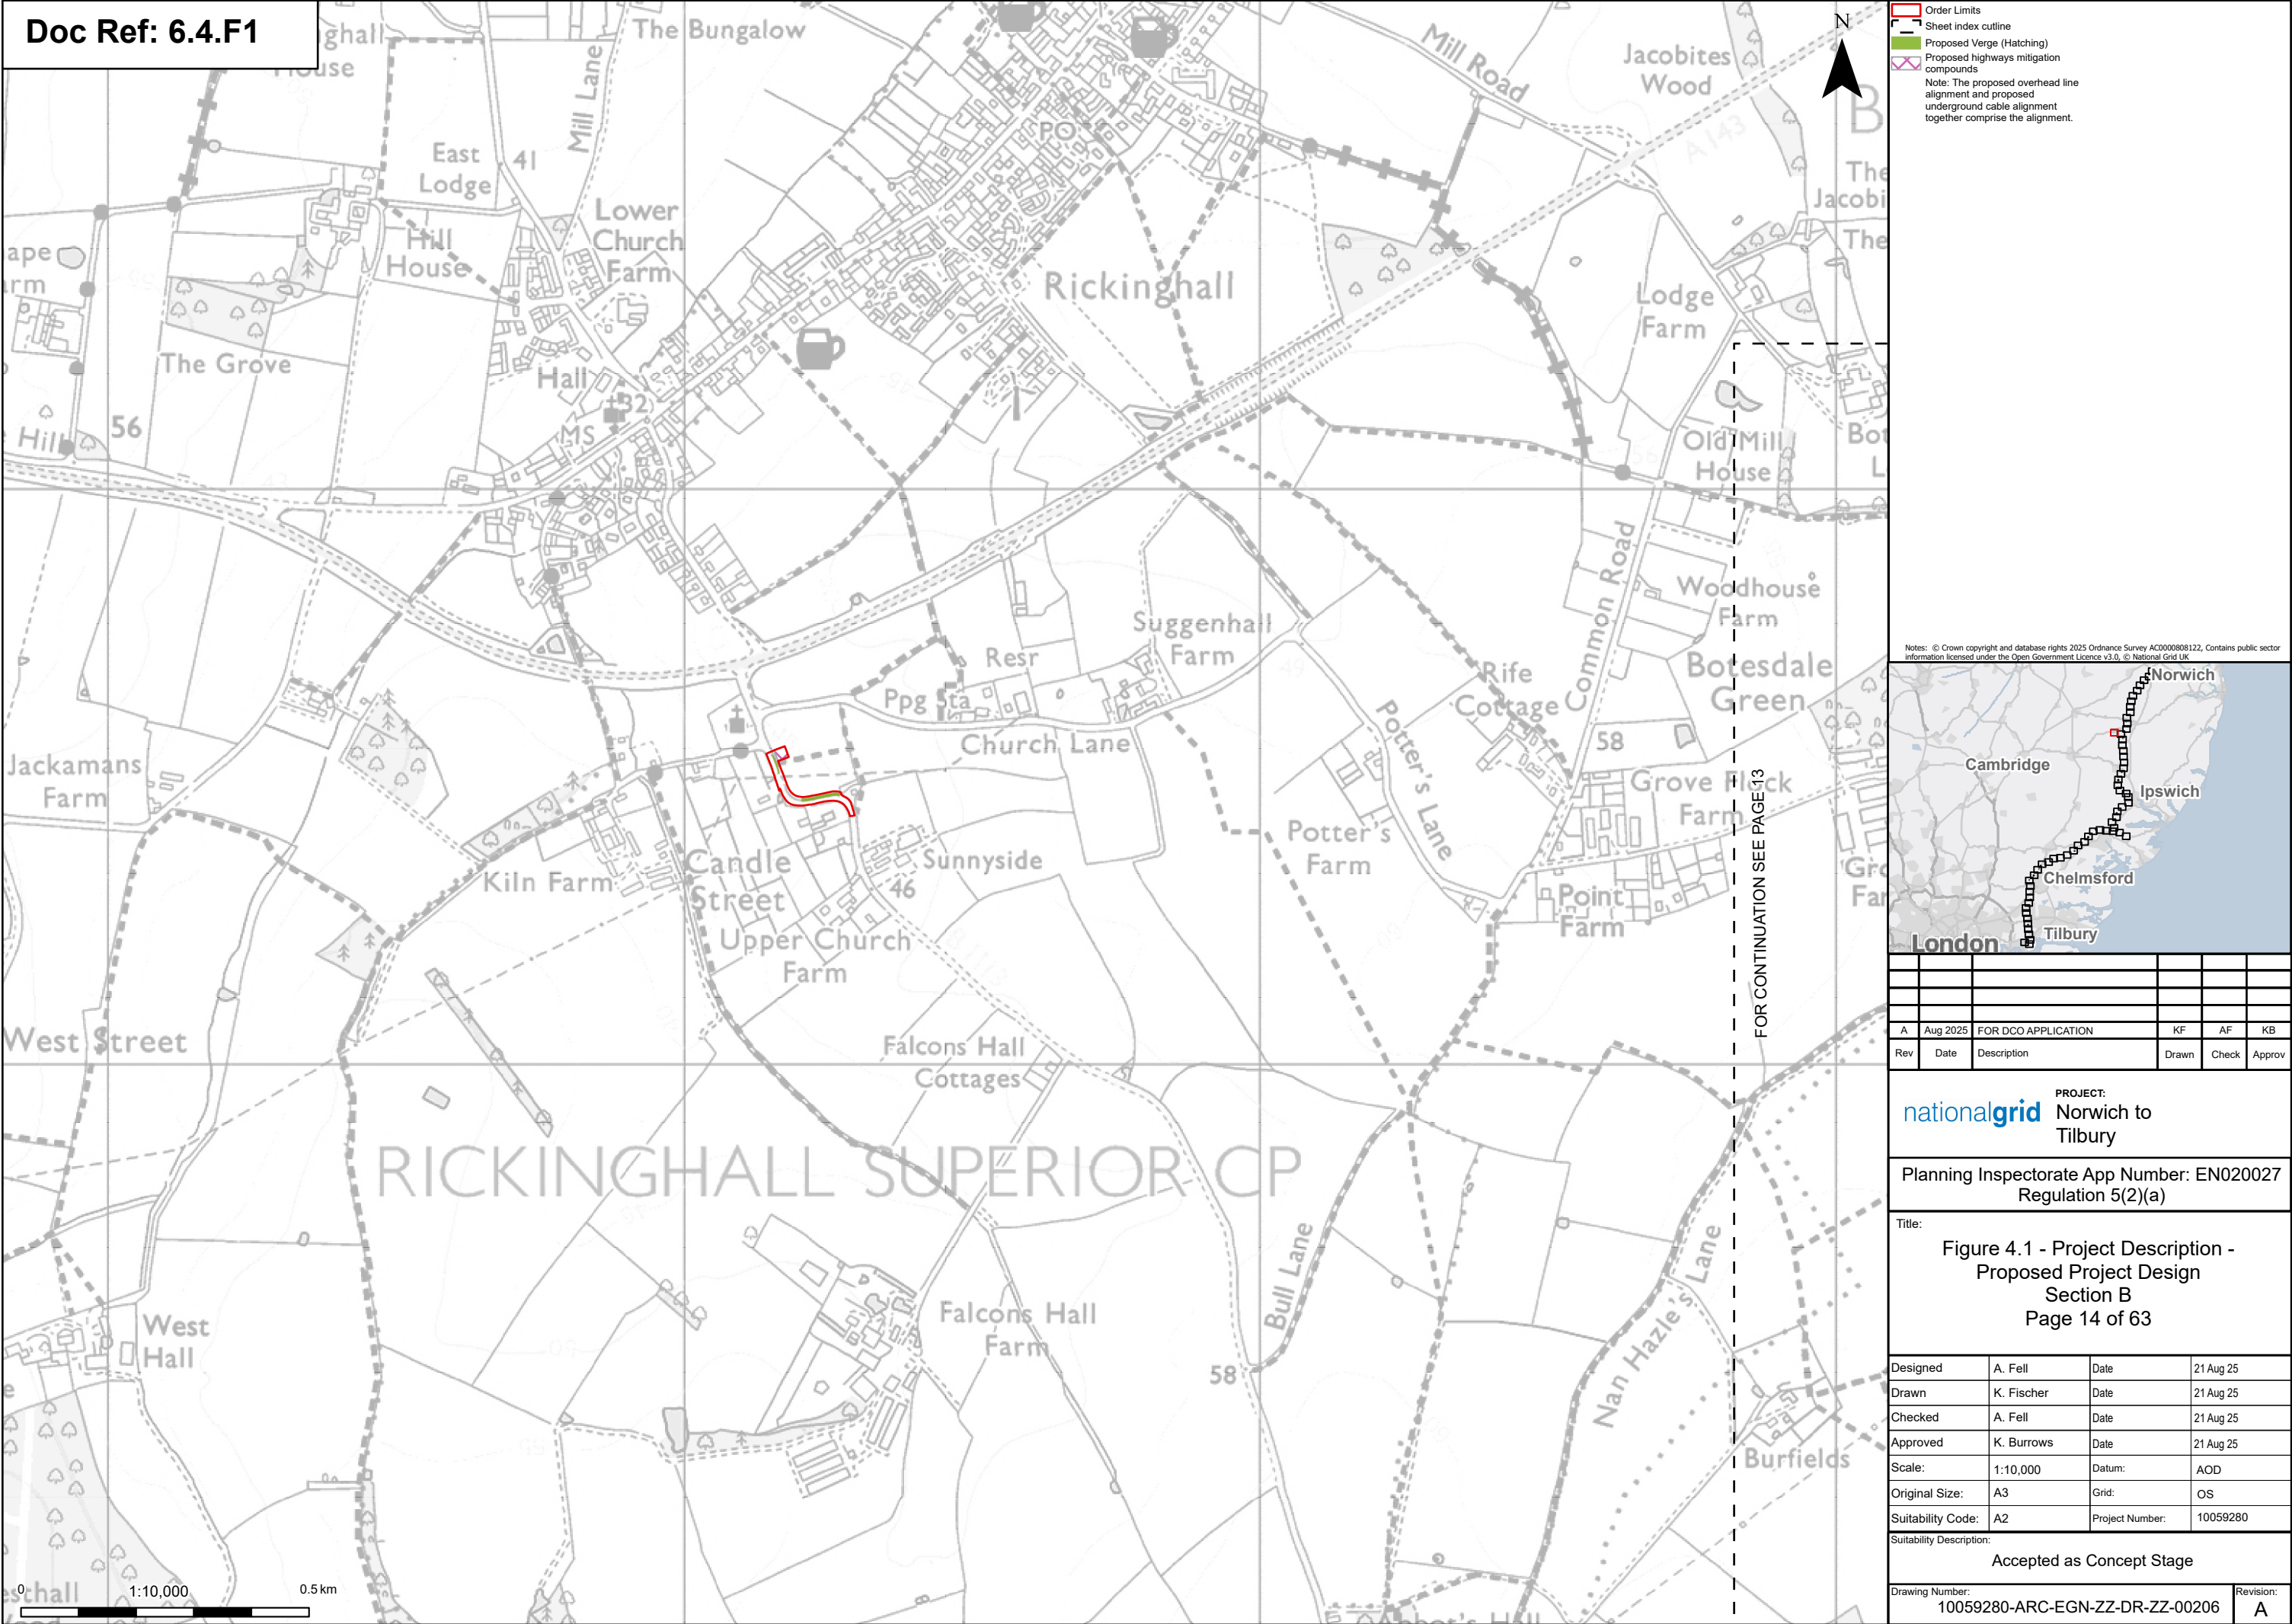 Doc Ref: 6.4.F1
The Bungalow
Mill Lane
Mill Road
Jacobites
Wood
A 143
PO
East
Lodge
41
Lower
Church
Farm
Hill
House
Rickinghall
Lodge
Farm
The Grove
Hall
32
MS
56
Hill
Old Mill
House
Common Road
Woodhouse
Farm
Suggenhall
Farm
Resr
Ppg Sta
Church Lane
49
Rife
Cottage
Botesdale
Green
58
Potter's Lane
Jackamans
Farm
Grove Flock
Farm
Potter's
Farm
Kiln Farm
Candle
Street
Sunnyside
46
Upper Church
Farm
B 1113
Point
Farm
FOR CONTINUATION SEE PAGE 13
West Street
Falcons Hall
Cottages
RICKINGHALL SUPERIOR CP
Bull Lane
Nan Hazle's Lane
West
Hall
Falcons Hall
Farm
58
Burfields
0
1:10,000
0.5 km
N
Order Limits
Sheet index outline
Proposed Verge (Hatching)
Proposed highways mitigation
compounds
Note: The proposed overhead line
alignment and proposed
underground cable alignment
together comprise the alignment.
Notes: © Crown copyright and database rights 2025 Ordnance Survey AC0000808122, Contains public sector
information licensed under the Open Government Licence v3.0, © National Grid UK
Norwich
Cambridge
Ipswich
Chelmsford
Tilbury
London
A Aug 2025 FOR DCO APPLICATION KF AF KB
Rev Date Description Drawn Check Approv
nationalgrid
PROJECT:
Norwich to
Tilbury
Planning Inspectorate App Number: EN020027
Regulation 5(2)(a)
Title:
Figure 4.1 - Project Description -
Proposed Project Design
Section B
Page 14 of 63
Designed A. Fell Date 21 Aug 25
Drawn K. Fischer Date 21 Aug 25
Checked A. Fell Date 21 Aug 25
Approved K. Burrows Date 21 Aug 25
Scale: 1:10,000 Datum: AOD
Original Size: A3 Grid: OS
Suitability Code: A2 Project Number: 10059280
Suitability Description:
Accepted as Concept Stage
Drawing Number:
10059280-ARC-EGN-ZZ-DR-ZZ-00206
Revision:
A